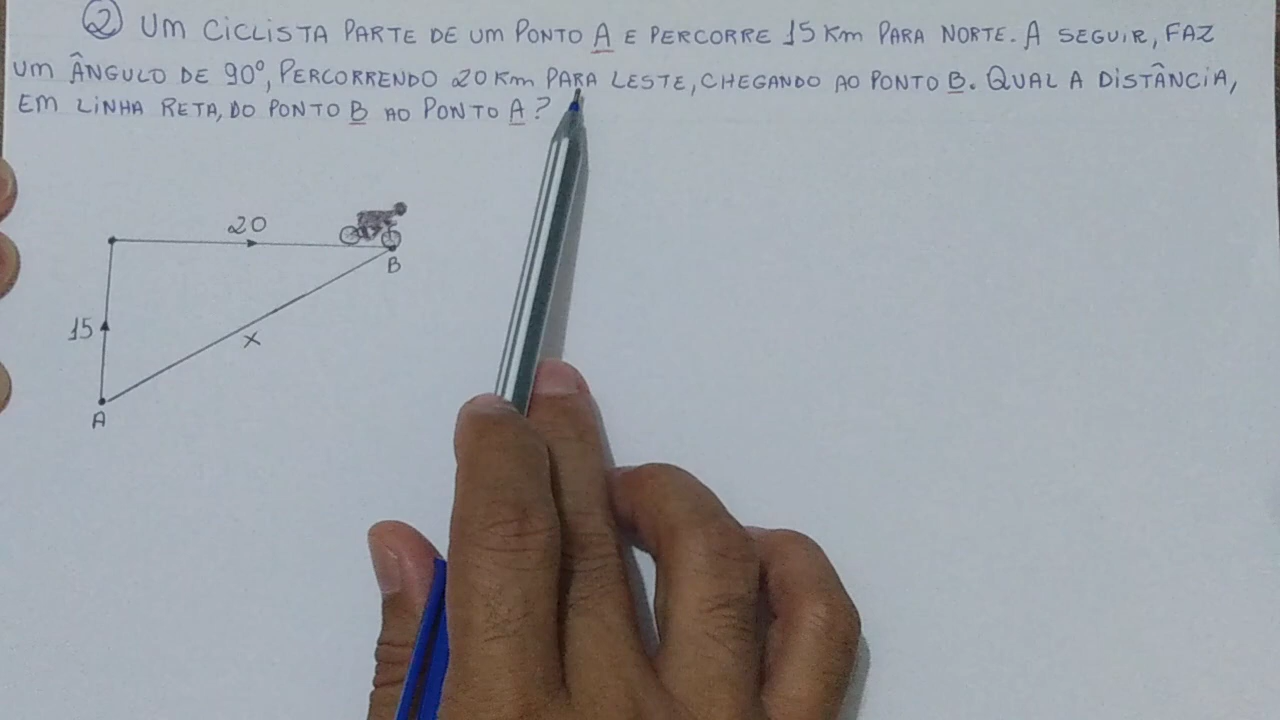 ② UM CICLISTA PARTE DE UM PONTO A E PERCORRE 15 Km PARA NORTE. A SEGUIR, FAZ
UM ÂNGULO DE 90º, PERCORRENDO 20 Km PARA LESTE, CHEGANDO AO PONTO B. QUAL A DISTÂNCIA,
EM LINHA RETA, DO PONTO B AO PONTO A?
20
B
15
X
A